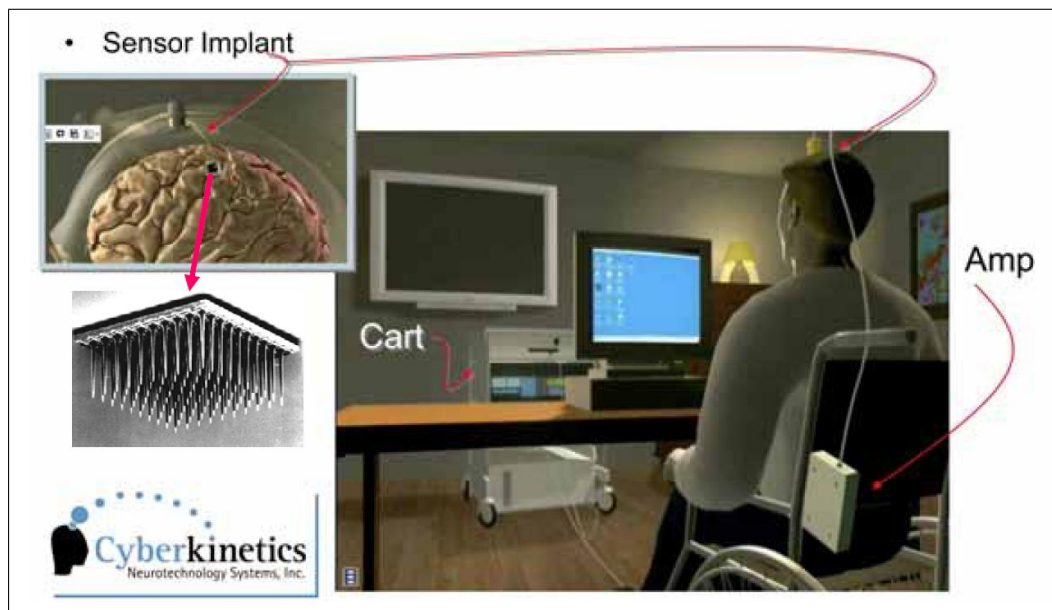 • Sensor Implant
Amp
Cart
Cyberkinetics
Neurotechnology Systems, Inc.